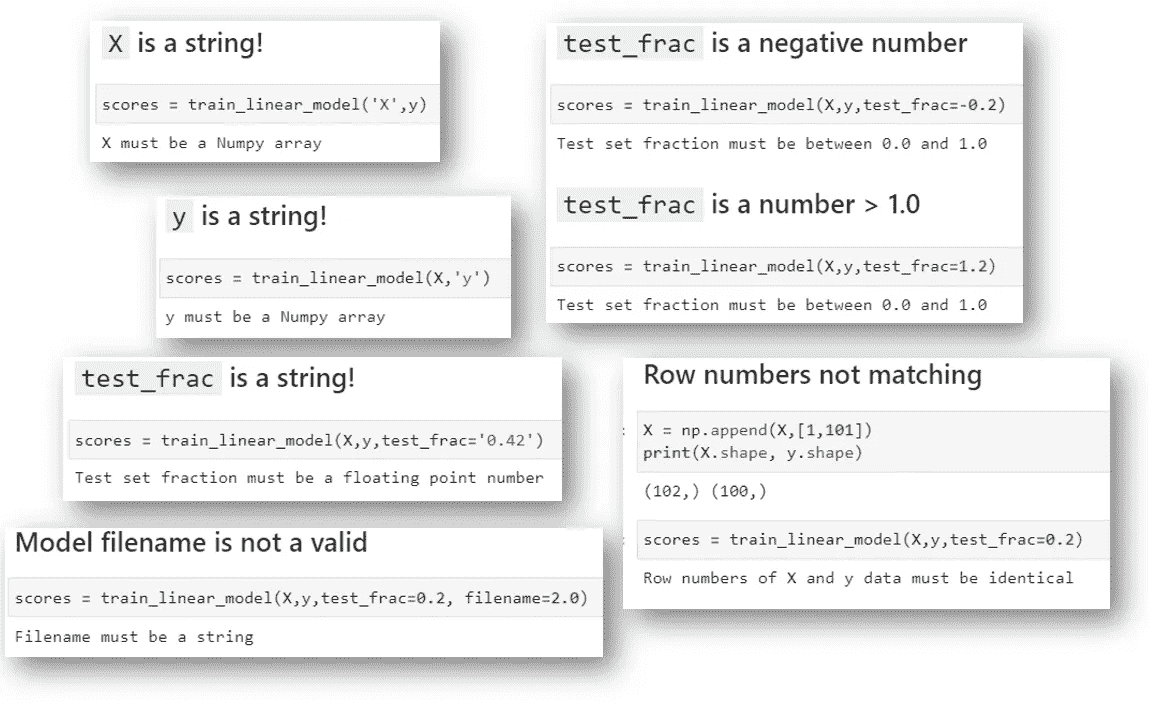 X is a string!
scores = train_linear_model('X',y)
X must be a Numpy array
y is a string!
scores = train_linear_model(X,'y')
y must be a Numpy array
test_frac is a string!
scores = train_linear_model(X,y,test_frac='0.42')
Test set fraction must be a floating point number
Model filename is not a valid
scores = train_linear_model(X,y,test_frac=0.2, filename=2.0)
Filename must be a string
test_frac is a negative number
scores = train_linear_model(X,y,test_frac=-0.2)
Test set fraction must be between 0.0 and 1.0
test_frac is a number > 1.0
scores = train_linear_model(X,y,test_frac=1.2)
Test set fraction must be between 0.0 and 1.0
Row numbers not matching
: X = np.append(X,[1,101])
print(X.shape, y.shape)
(102,) (100,)
: scores = train_linear_model(X,y,test_frac=0.2)
Row numbers of X and y data must be identical